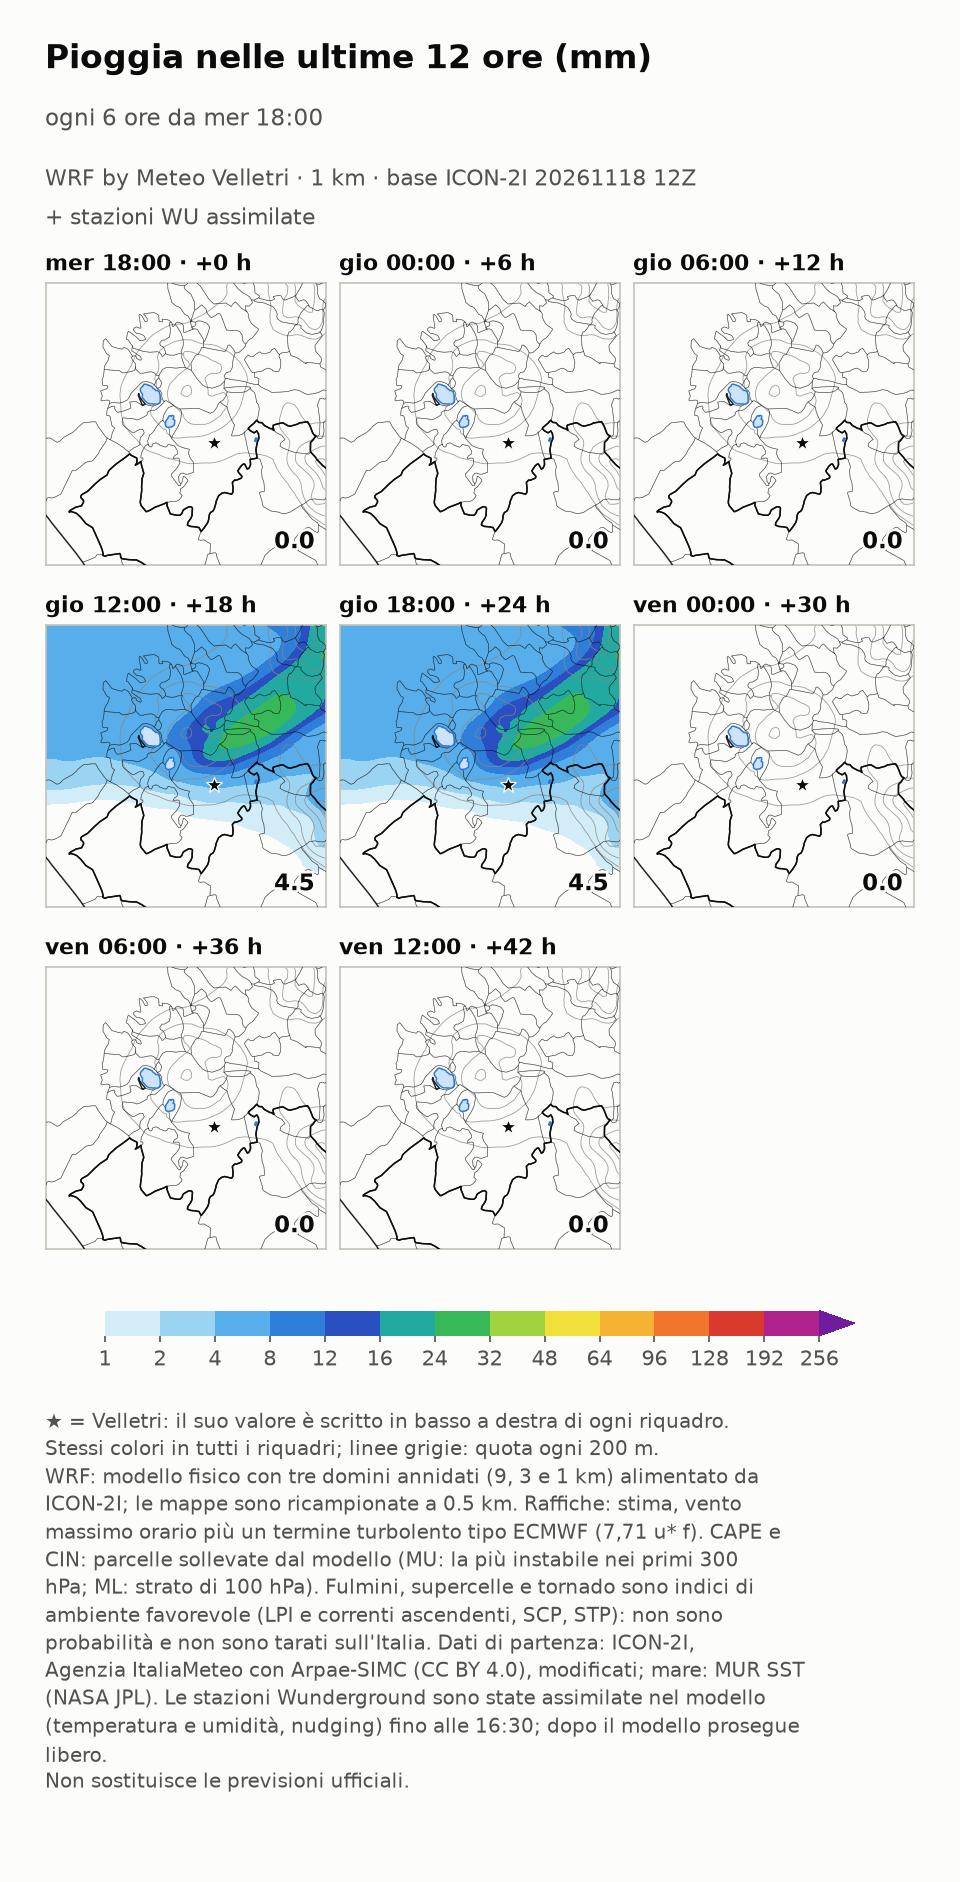 Pioggia nelle ultime 12 ore (mm)
ogni 6 ore da mer 18:00
WRF by Meteo Velletri · 1 km · base ICON-2I 20261118 12Z
+ stazioni WU assimilate
mer 18:00 · +0 h
gio 00:00 · +6 h
gio 06:00 · +12 h
0.0
0.0
0.0
gio 12:00 · +18 h
gio 18:00 · +24 h
ven 00:00 · +30 h
4.5
4.5
0.0
ven 06:00 · +36 h
ven 12:00 · +42 h
0.0
0.0
1 2 4 8 12 16 24 32 48 64 96 128 192 256
★ = Velletri: il suo valore è scritto in basso a destra di ogni riquadro.
Stessi colori in tutti i riquadri; linee grigie: quota ogni 200 m.
WRF: modello fisico con tre domini annidati (9, 3 e 1 km) alimentato da
ICON-2I; le mappe sono ricampionate a 0.5 km. Raffiche: stima, vento
massimo orario più un termine turbolento tipo ECMWF (7,71 u* f). CAPE e
CIN: parcelle sollevate dal modello (MU: la più instabile nei primi 300
hPa; ML: strato di 100 hPa). Fulmini, supercelle e tornado sono indici di
ambiente favorevole (LPI e correnti ascendenti, SCP, STP): non sono
probabilità e non sono tarati sull'Italia. Dati di partenza: ICON-2I,
Agenzia ItaliaMeteo con Arpae-SIMC (CC BY 4.0), modificati; mare: MUR SST
(NASA JPL). Le stazioni Wunderground sono state assimilate nel modello
(temperatura e umidità, nudging) fino alle 16:30; dopo il modello prosegue
libero.
Non sostituisce le previsioni ufficiali.